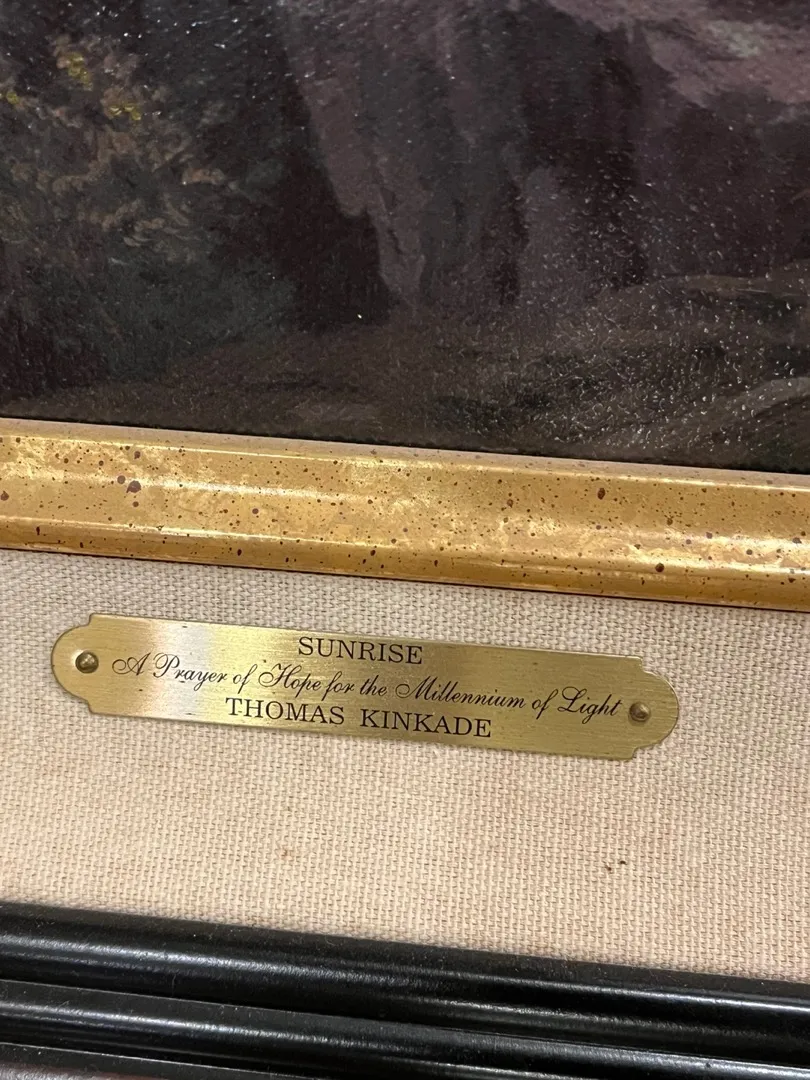 SUNRISE
A Prayer of Hope for the Millennium of Light
THOMAS KINKADE